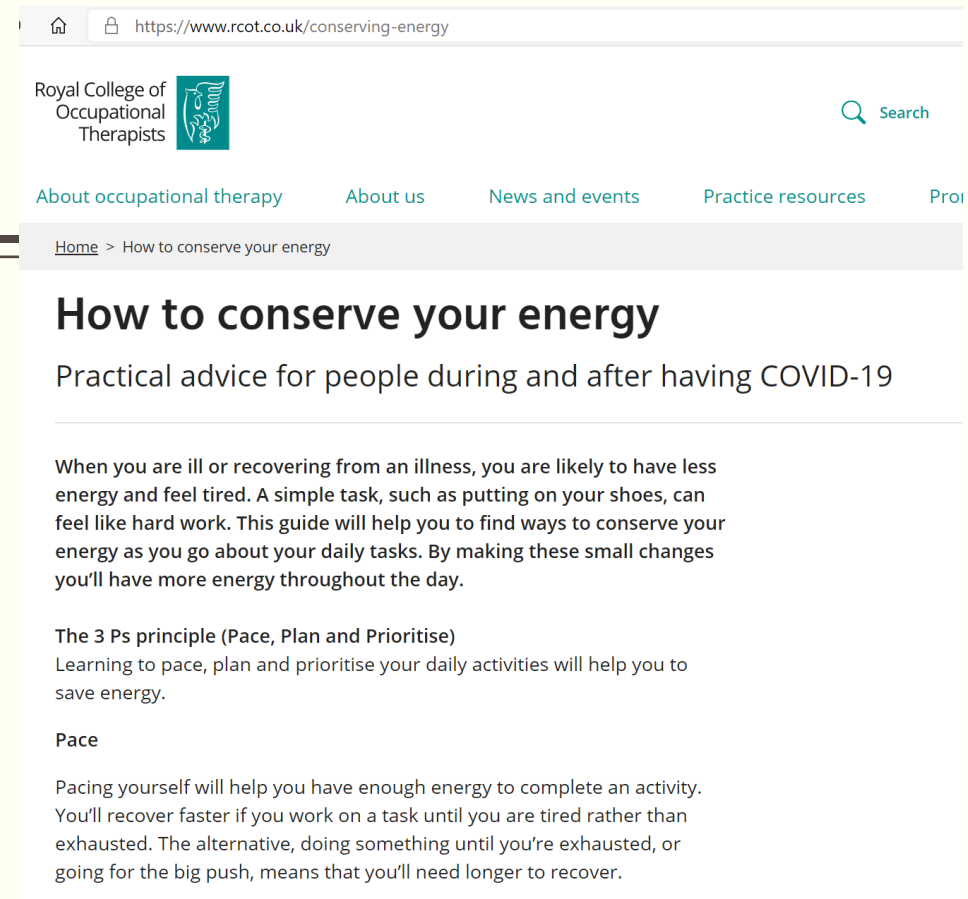 https://www.rcot.co.uk/conserving-energy
Royal College of
Occupational
Therapists
Search
About occupational therapy About us News and events Practice resources
Home > How to conserve your energy
How to conserve your energy
Practical advice for people during and after having COVID-19
When you are ill or recovering from an illness, you are likely to have less
energy and feel tired. A simple task, such as putting on your shoes, can
feel like hard work. This guide will help you to find ways to conserve your
energy as you go about your daily tasks. By making these small changes
you’ll have more energy throughout the day.
The 3 Ps principle (Pace, Plan and Prioritise)
Learning to pace, plan and prioritise your daily activities will help you to
save energy.
Pace
Pacing yourself will help you have enough energy to complete an activity.
You’ll recover faster if you work on a task until you are tired rather than
exhausted. The alternative, doing something until you’re exhausted, or
going for the big push, means that you’ll need longer to recover.